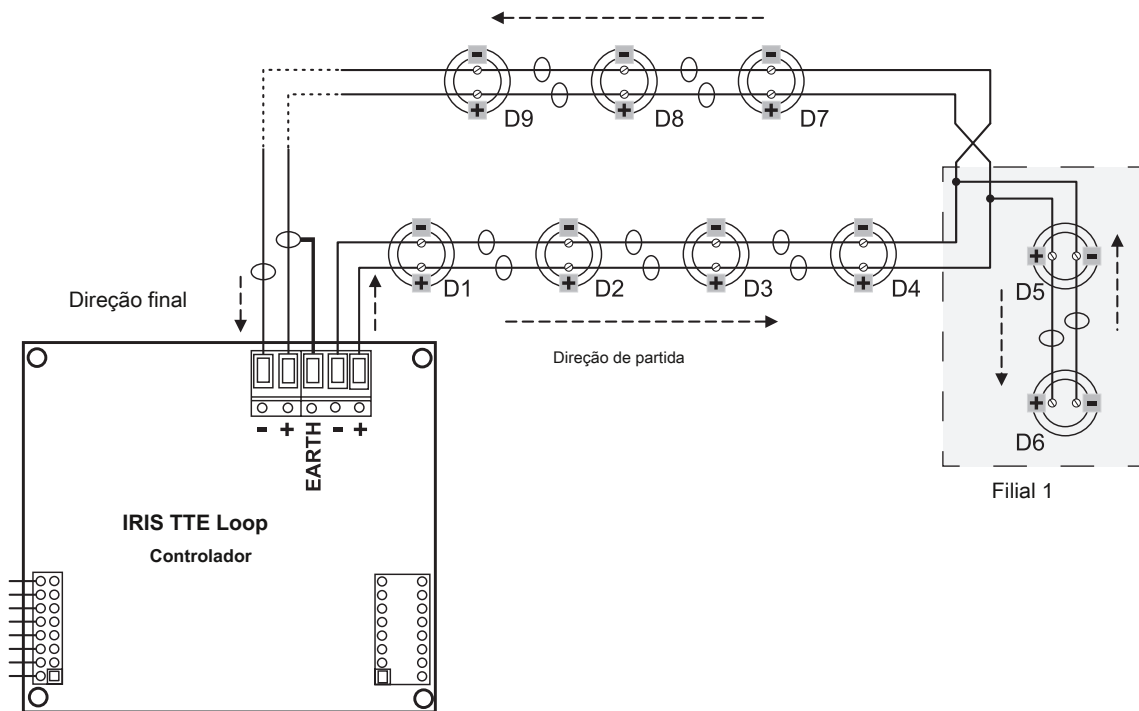 - - -
D9 D8 D7
+ + +
- - - -
D1 D2 D3 D4
+ + + +
+ -
D5
+ -
D6
Filial 1
Direção final
Direção de partida
- + EARTH - +
IRIS TTE Loop
Controlador